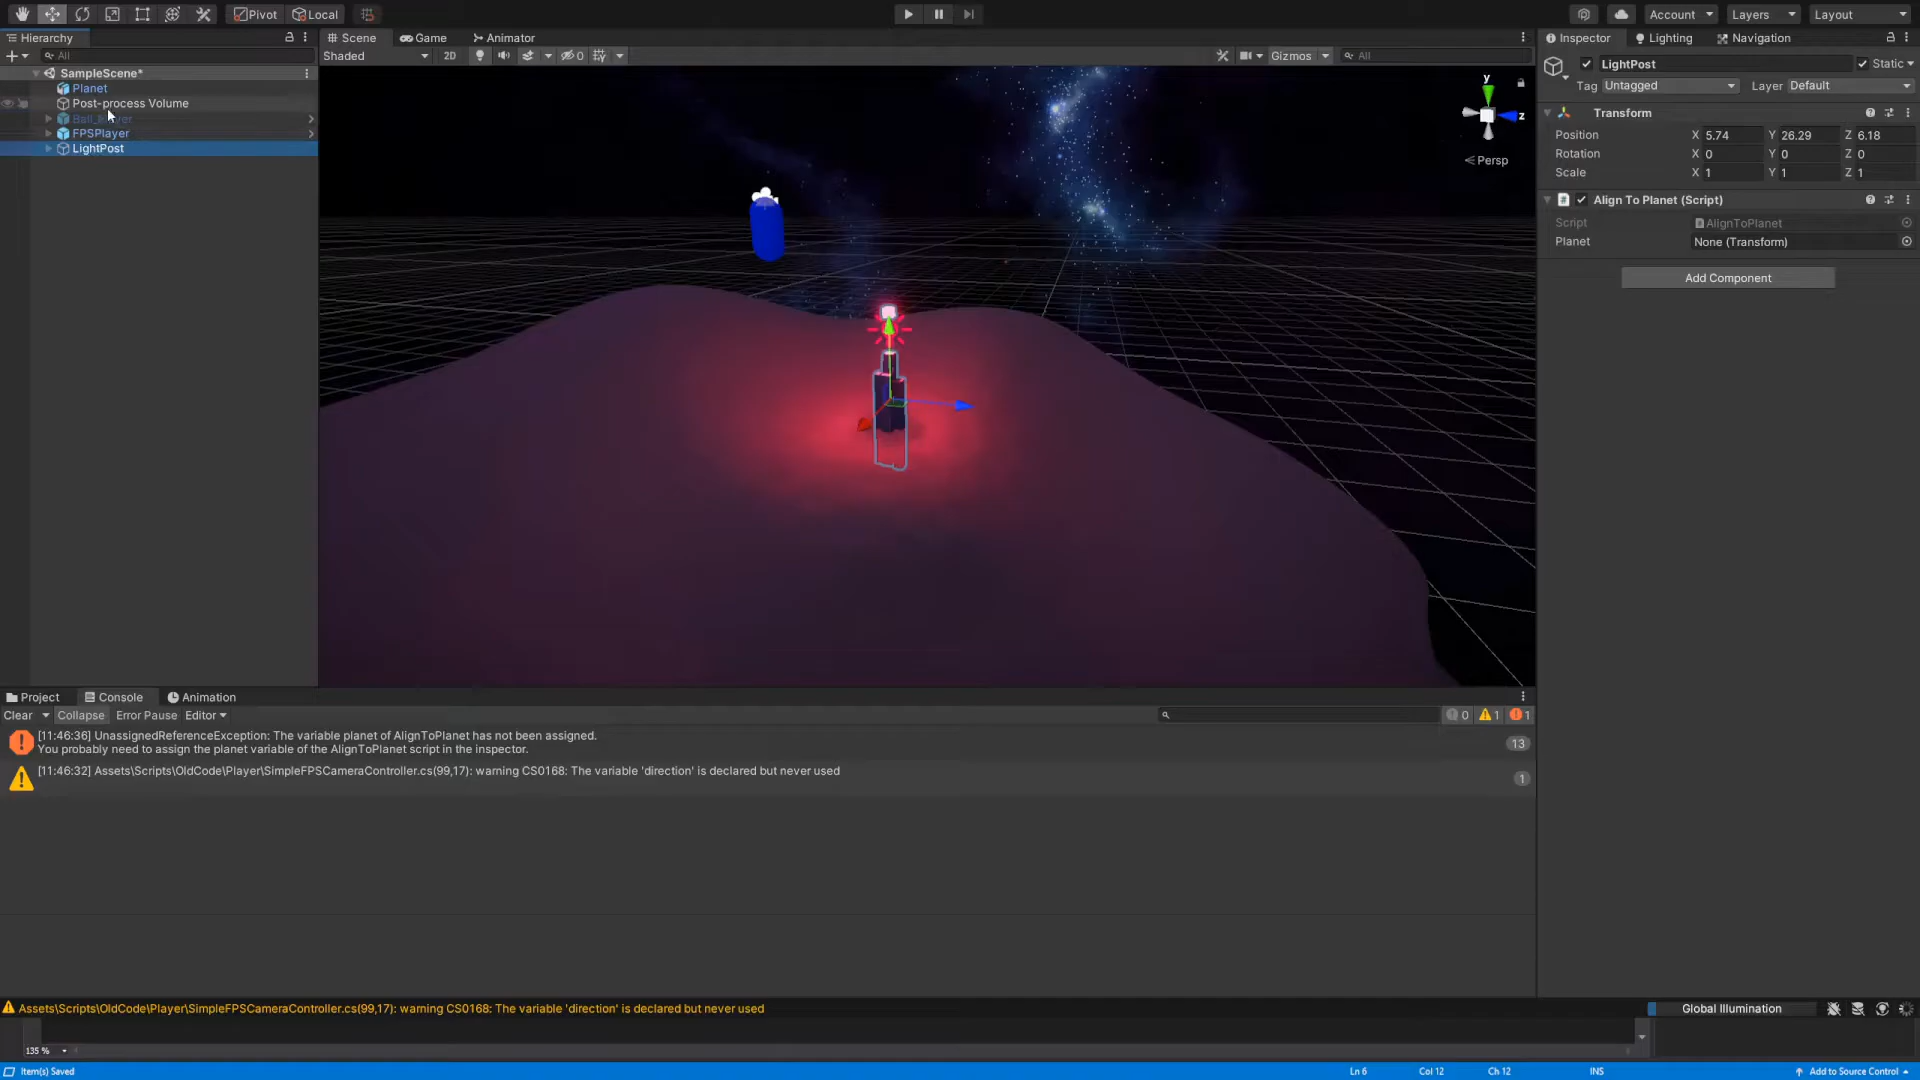 Pivot
Local
Account
Layers
Layout
Hierarchy
All
SampleScene*
Planet
Post-process Volume
FPSPlayer
LightPost
Scene
Game
Animator
Shaded
2D
0
Gizmos
All
y
z
Persp
Inspector
Lighting
Navigation
LightPost
Static
Tag Untagged
Layer Default
Transform
Position X 5.74 Y 26.29 Z 6.18
Rotation X 0 Y 0 Z 0
Scale X 1 Y 1 Z 1
Align To Planet (Script)
Script AlignToPlanet
Planet None (Transform)
Add Component
Project
Console
Animation
Clear
Collapse
Error Pause
Editor
0
1
1
[11:46:36] UnassignedReferenceException: The variable planet of AlignToPlanet has not been assigned.
You probably need to assign the planet variable of the AlignToPlanet script in the inspector.
13
[11:46:32] Assets\Scripts\OldCode\Player\SimpleFPSCameraController.cs(99,17): warning CS0168: The variable 'direction' is declared but never used
1
Assets\Scripts\OldCode\Player\SimpleFPSCameraController.cs(99,17): warning CS0168: The variable 'direction' is declared but never used
Global Illumination
135 %
Item(s) Saved
Ln 6
Col 12
Ch 12
INS
Add to Source Control